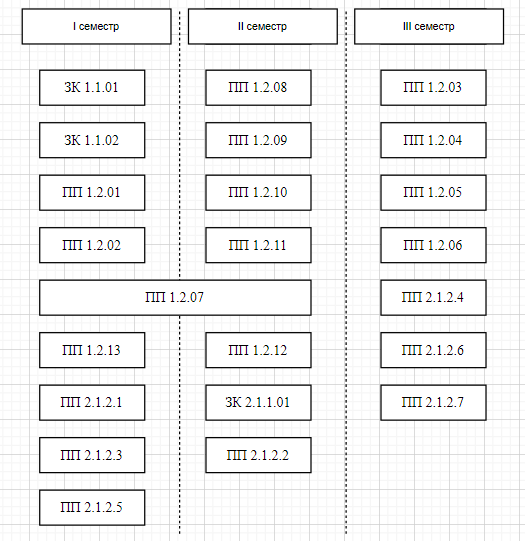 I семестр
II семестр
III семестр
ЗК 1.1.01
ПП 1.2.08
ПП 1.2.03
ЗК 1.1.02
ПП 1.2.09
ПП 1.2.04
ПП 1.2.01
ПП 1.2.10
ПП 1.2.05
ПП 1.2.02
ПП 1.2.11
ПП 1.2.06
ПП 1.2.07
ПП 2.1.2.4
ПП 1.2.13
ПП 1.2.12
ПП 2.1.2.6
ПП 2.1.2.1
ЗК 2.1.1.01
ПП 2.1.2.7
ПП 2.1.2.3
ПП 2.1.2.2
ПП 2.1.2.5